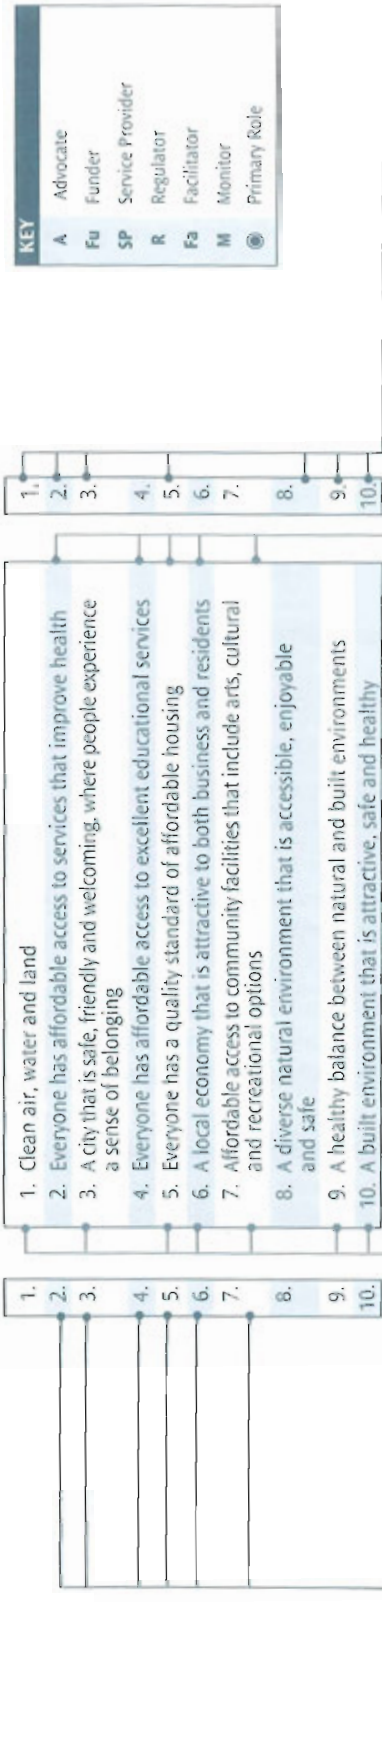 1.
2.
3.
4.
5.
6.
7.
8.
9.
10.
1. Clean air, water and land
2. Everyone has affordable access to services that improve health
3. A city that is safe, friendly and welcoming, where people experience
a sense of belonging
4. Everyone has affordable access to excellent educational services
5. Everyone has a quality standard of affordable housing
6. A local economy that is attractive to both business and residents
7. Affordable access to community facilities that include arts, cultural
and recreational options
8. A diverse natural environment that is accessible, enjoyable
and safe
9. A healthy balance between natural and built environments
10. A built environment that is attractive, safe and healthy
1.
2.
3.
4.
5.
6.
7.
8.
9.
10.
KEY
A Advocate
Fu Funder
SP Service Provider
R Regulator
Fa Facilitator
M Monitor
Primary Role